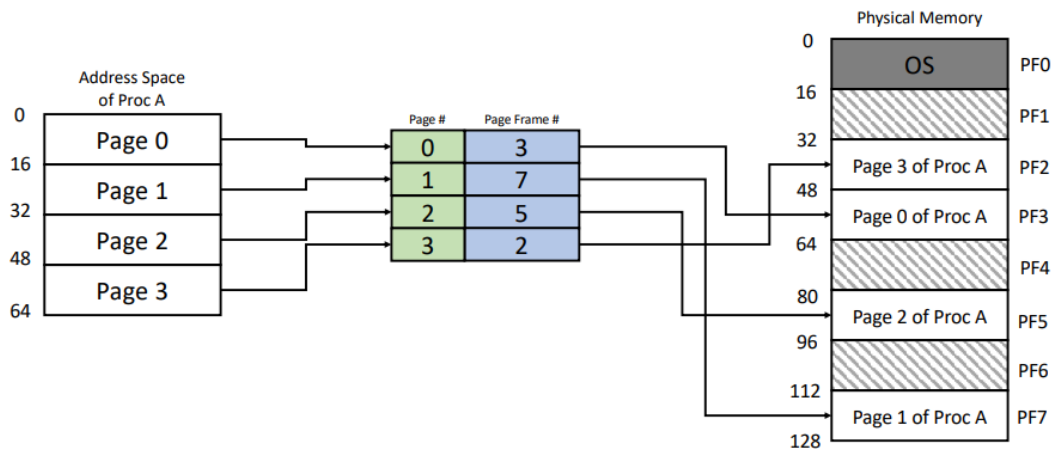 Address Space
of Proc A
0
Page 0
16
Page 1
32
Page 2
48
Page 3
64
Page # Page Frame #
0 3
1 7
2 5
3 2
Physical Memory
0
OS PF0
16
PF1
32
Page 3 of Proc A PF2
48
Page 0 of Proc A PF3
64
PF4
80
Page 2 of Proc A PF5
96
PF6
112
Page 1 of Proc A PF7
128